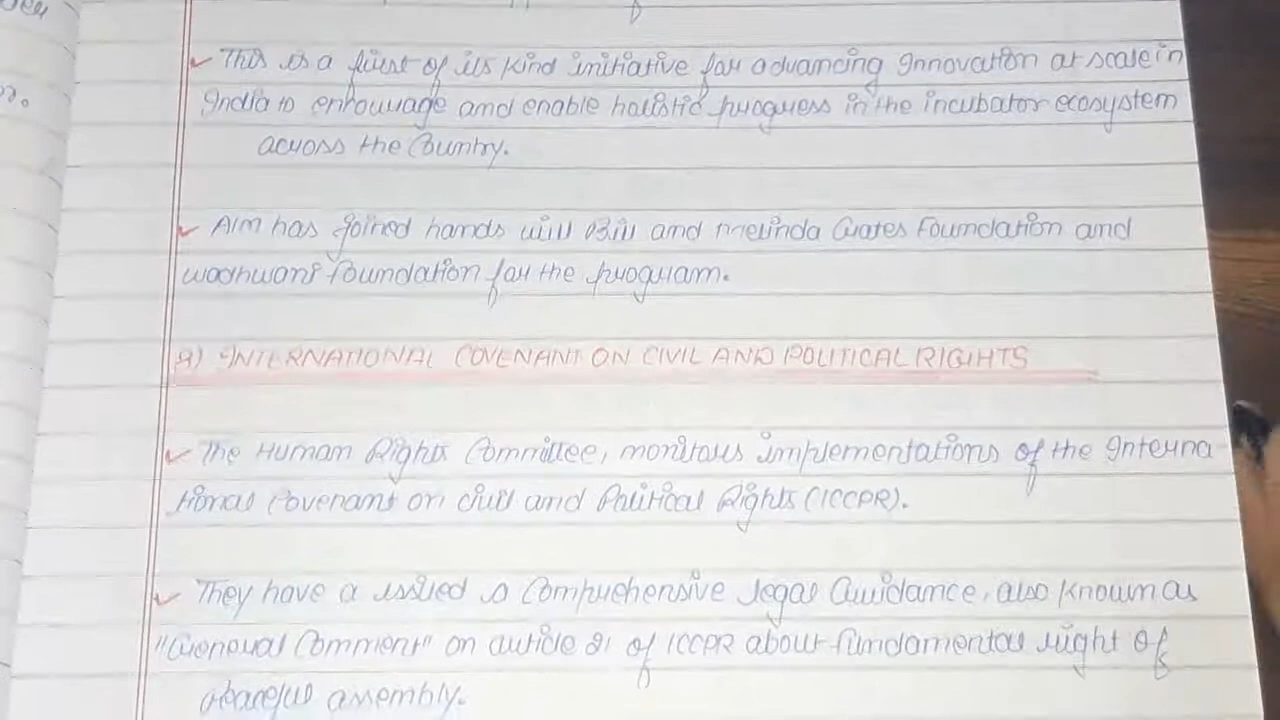 This is a first of its kind initiative for advancing Innovation at scale in
India to enhourage and enable holistic progress in the incubator ecosystem
across the Country.
Aim has joined hands will Bill and Melinda Gates Foundation and
wadhwani foundation for the program.
INTERNATIONAL COVENANT ON CIVIL AND POLITICAL RIGHTS
The Human Rights Committee, monitors implementations of the Interna
tional Covenant on Civil and Political Rights (ICCPR).
They have a issued a Comprehensive legal Guidance, also Known as
"General Comment" on article 21 of ICCPR about fundamental right of
peaceful assembly.